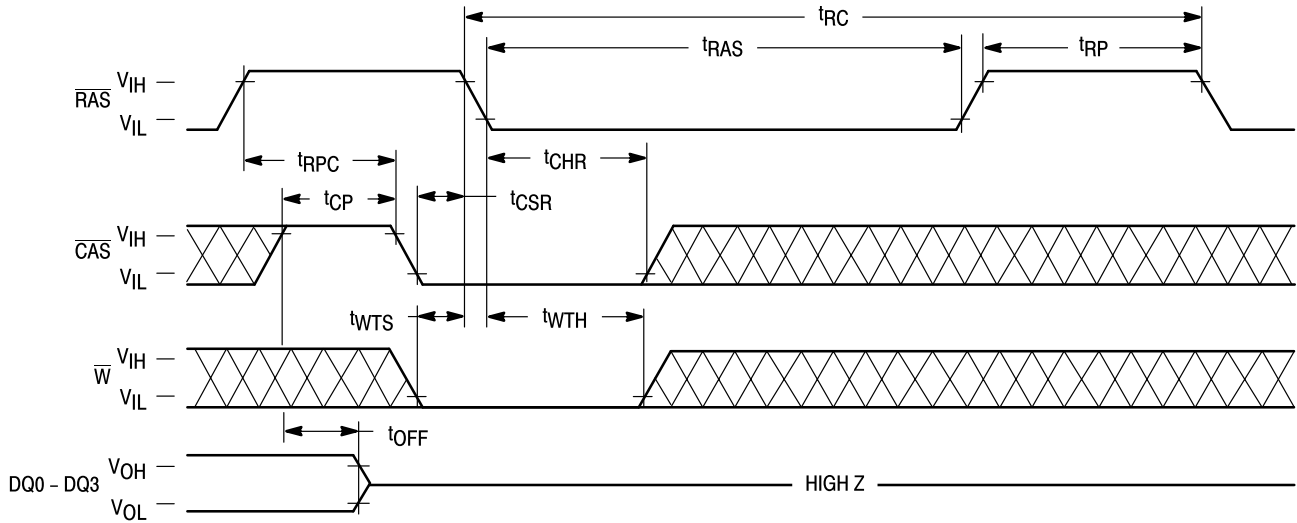 tRC
tRAS
tRP
RAS
VIH
VIL
tRPC
tCHR
tCP
tCSR
CAS
VIH
VIL
tWTS
tWTH
W
VIH
VIL
tOFF
DQ0 – DQ3
VOH
HIGH Z
VOL